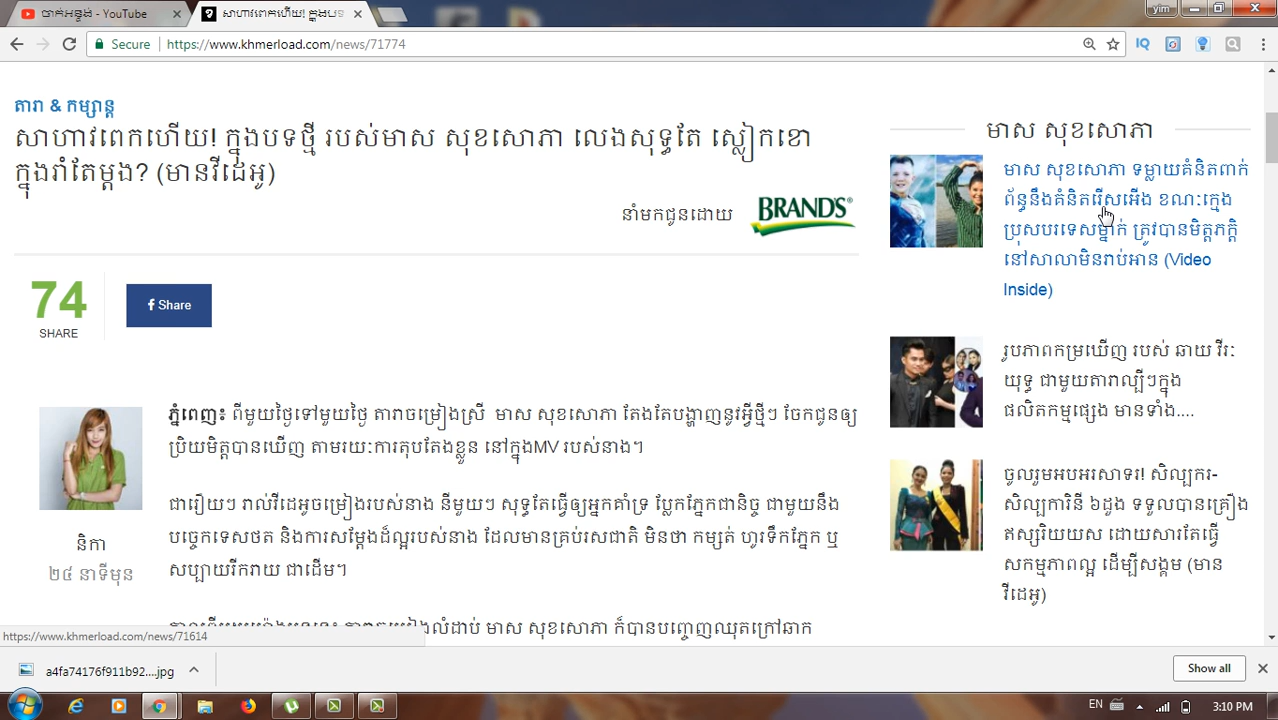 បាក់អន្ទង់ - YouTube
សាហាវពេកហើយ! ក្នុងបទ
yim
Secure
https://www.khmerload.com/news/71774
តារា & កម្សាន្ត
សាហាវពេកហើយ! ក្នុងបទថ្មី របស់មាស សុខសោភា លេងសុទ្ធតែ ស្លៀកខោ
ក្នុងរាំតែម្ដង? (មានវីដេអូ)
នាំមកជូនដោយ
BRAND'S
74
SHARE
Share
ភ្នំពេញ៖ ពីមួយថ្ងៃទៅមួយថ្ងៃ តារាចម្រៀងស្រី មាស សុខសោភា តែងតែបង្ហាញនូវអ្វីថ្មីៗ ចែកជូនឲ្យ
ប្រិយមិត្តបានឃើញ តាមរយៈការតុបតែងខ្លួន នៅក្នុងMV របស់នាង។
ជារឿយៗ រាល់វីដេអូចម្រៀងរបស់នាង នីមួយៗ សុទ្ធតែធ្វើឲ្យអ្នកគាំទ្រ ប្លែកភ្នែកជានិច្ច ជាមួយនឹង
បច្ចេកទេសថត និងការសម្ដែងដ៏ល្អរបស់នាង ដែលមានគ្រប់រសជាតិ មិនថា កម្សត់ ហូរទឹកភ្នែក ឬ
សប្បាយរីករាយ ជាដើម។
មាស សុខសោភា ក៏បានបញ្ចេញឈុតក្រៅឆាក
និកា
២៤ នាទីមុន
មាស សុខសោភា
មាស សុខសោភា ទម្លាយគំនិតពាក់
ព័ន្ធនឹងគំនិតរើសអើង ខណៈក្មេង
ប្រុសបរទេសម្នាក់ ត្រូវបានមិត្តភក្តិ
នៅសាលាមិនរាប់អាន (Video
Inside)
រូបភាពកម្រឃើញ របស់ ឆាយ វីរៈ
យុទ្ធ ជាមួយតារាល្បីៗក្នុង
ផលិតកម្មផ្សេង មានទាំង....
ចូលរួមអបអរសាទរ! សិល្បករ-
សិល្បការិនី ៦ដួង ទទួលបានគ្រឿង
ឥស្សរិយយស ដោយសារតែធ្វើ
សកម្មភាពល្អ ដើម្បីសង្គម (មាន
វីដេអូ)
https://www.khmerload.com/news/71614
a4fa74176f911b92....jpg
Show all
EN
3:10 PM